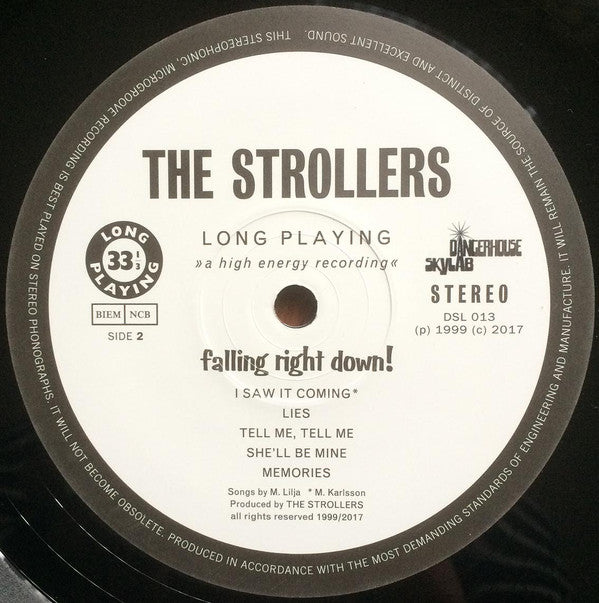 THIS STEREOPHONIC, MICROGROOVE RECORDING IS BEST PLAYED ON STEREO PHONOGRAPHS. IT WILL NOT BECOME OBSOLETE. PRODUCED IN ACCORDANCE WITH THE MOST DEMANDING STANDARDS OF ENGINEERING AND MANUFACTURE. IT WILL REMAIN THE SOURCE OF DISTINCT AND EXCELLENT SOUND.
THE STROLLERS
LONG PLAYING
»a high energy recording«
LONG
33 1/3
PLAYING
BIEM NCB
SIDE 2
DANGERHOUSE
SKYLAB
STEREO
DSL 013
(p) 1999 (c) 2017
falling right down!
I SAW IT COMING*
LIES
TELL ME, TELL ME
SHE'LL BE MINE
MEMORIES
Songs by M. Lilja * M. Karlsson
Produced by THE STROLLERS
all rights reserved 1999/2017